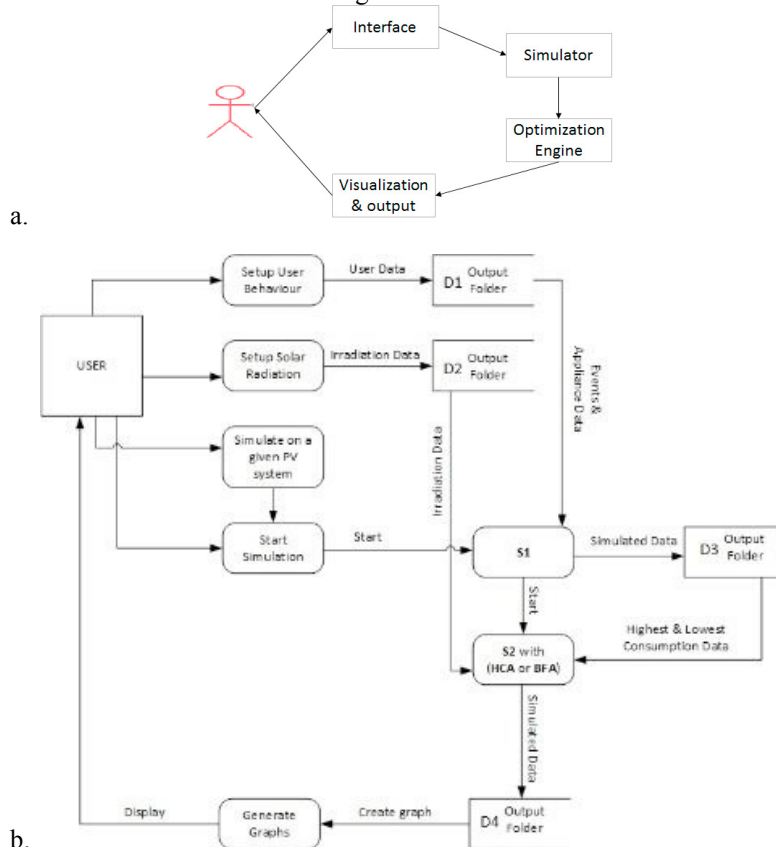 Interface
Simulator
Optimization
Engine
Visualization
& output
a.
Setup User
Behaviour
User Data
D1 Output
Folder
USER
Setup Solar
Radiation
Irradiation Data
D2 Output
Folder
Events &
Appliance Data
Simulate on a
given PV
system
Irradiation Data
Start
Simulation
Start
S1
Simulated Data
D3 Output
Folder
Start
Highest & Lowest
Consumption Data
S2 with
(HCA or BFA)
Simulated Data
Display
Generate
Graphs
Create graph
D4 Output
Folder
b.